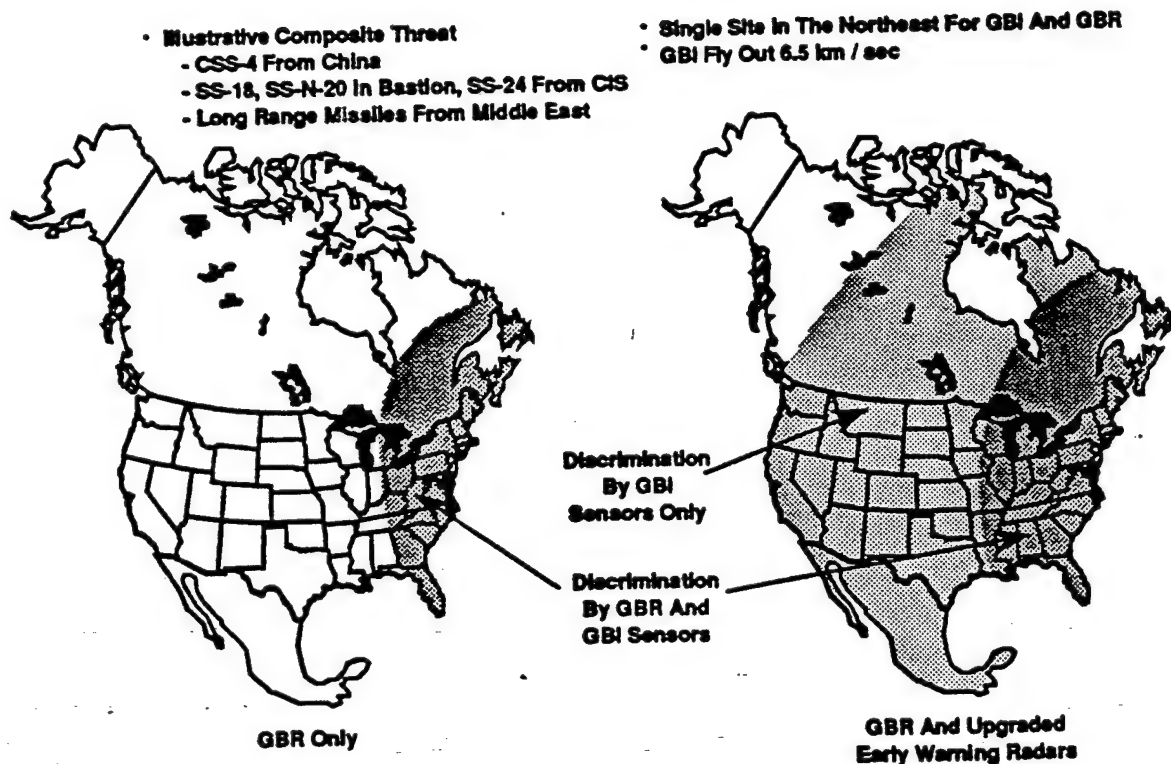 • Illustrative Composite Threat
- CSS-4 From China
- SS-18, SS-N-20 in Bastion, SS-24 From CIS
- Long Range Missiles From Middle East
• Single Site in The Northeast For GBI And GBR
• GBI Fly Out 6.5 km / sec
Discrimination
By GBI
Sensors Only
Discrimination
By GBR And
GBI Sensors
GBR Only
GBR And Upgraded
Early Warning Radars